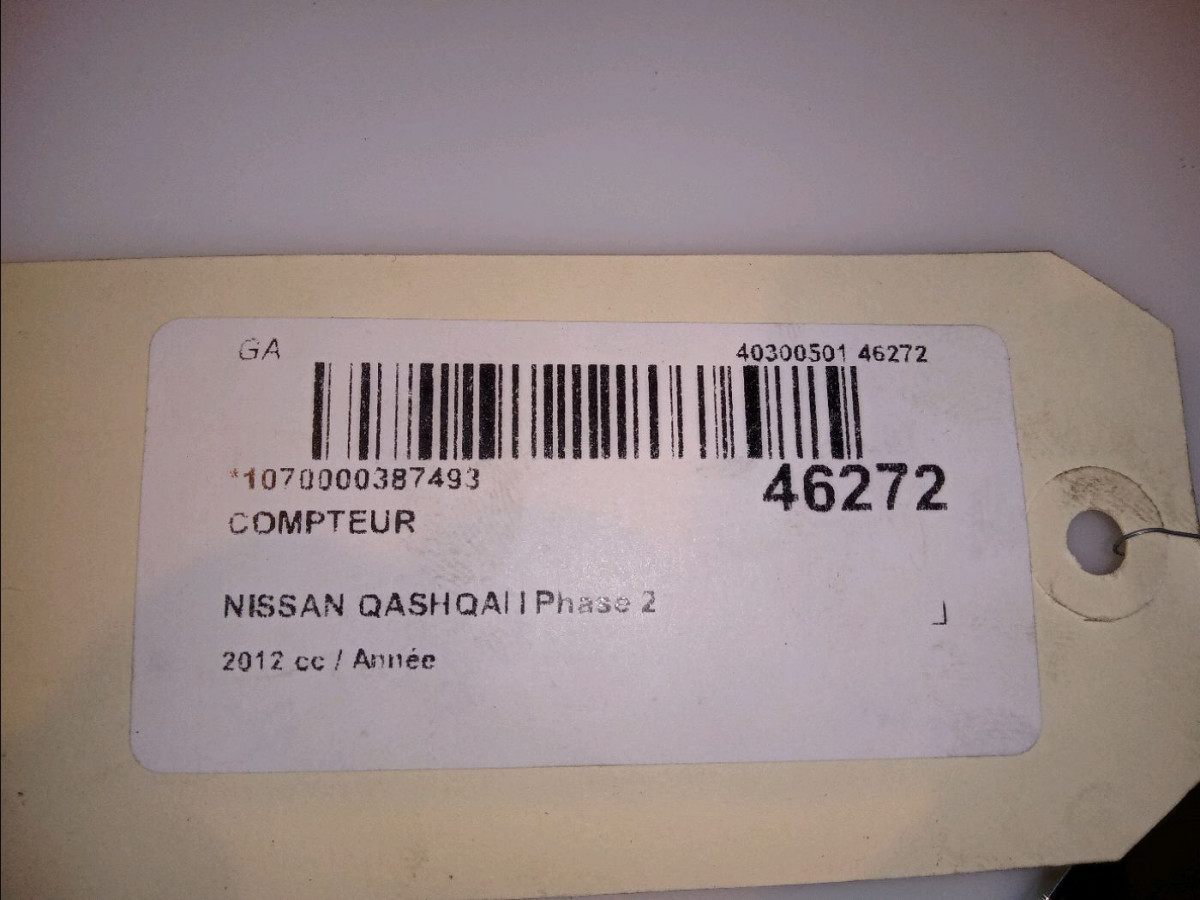 GA
40300501 46272
*1070000387493
46272
COMPTEUR
NISSAN QASHQAI I Phase 2
2012 cc / Année